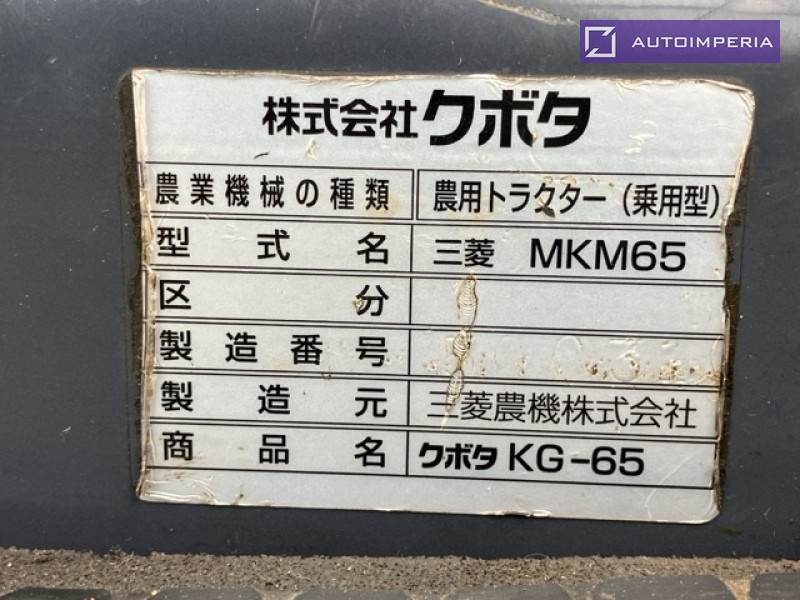 AUTOIMPERIA
株式会社クボタ
農業機械の種類 農用トラクター（乗用型）
型式名 三菱 MKM65
区分
製造番号
製造元 三菱農機株式会社
商品名 クボタ KG-65